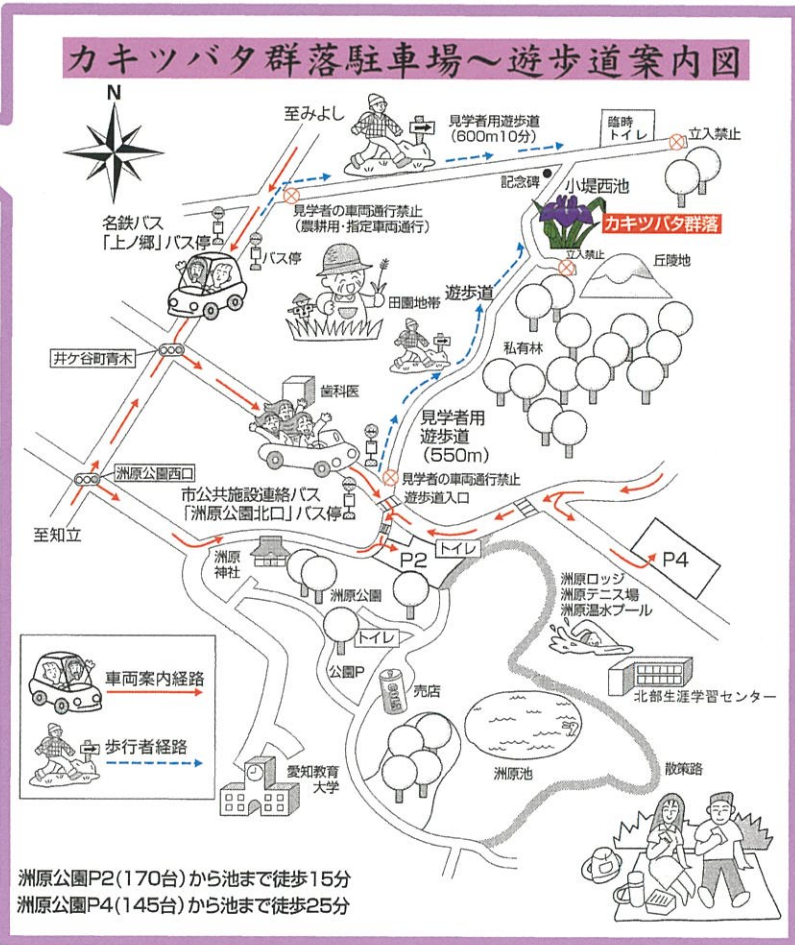 カキツバタ群落駐車場～遊歩道案内図
N
至みよし
見学者用遊歩道
(600m10分)
臨時
トイレ
立入禁止
記念碑
小堤西池
カキツバタ群落
名鉄バス
「上ノ郷」バス停
見学者の車両通行禁止
(農耕用・指定車両通行)
バス停
立入禁止
丘陵地
田園地帯
遊歩道
私有林
井ケ谷町青木
歯科医
見学者用
遊歩道
(550m)
洲原公園西口
市公共施設連絡バス
「洲原公園北口」バス停
見学者の車両通行禁止
遊歩道入口
至知立
トイレ
P2
P4
洲原
神社
洲原公園
洲原ロッジ
洲原テニス場
洲原温水プール
トイレ
公園P
売店
北部生涯学習センター
車両案内経路
歩行者経路
愛知教育
大学
洲原池
散策路
洲原公園P2(170台)から池まで徒歩15分
洲原公園P4(145台)から池まで徒歩25分